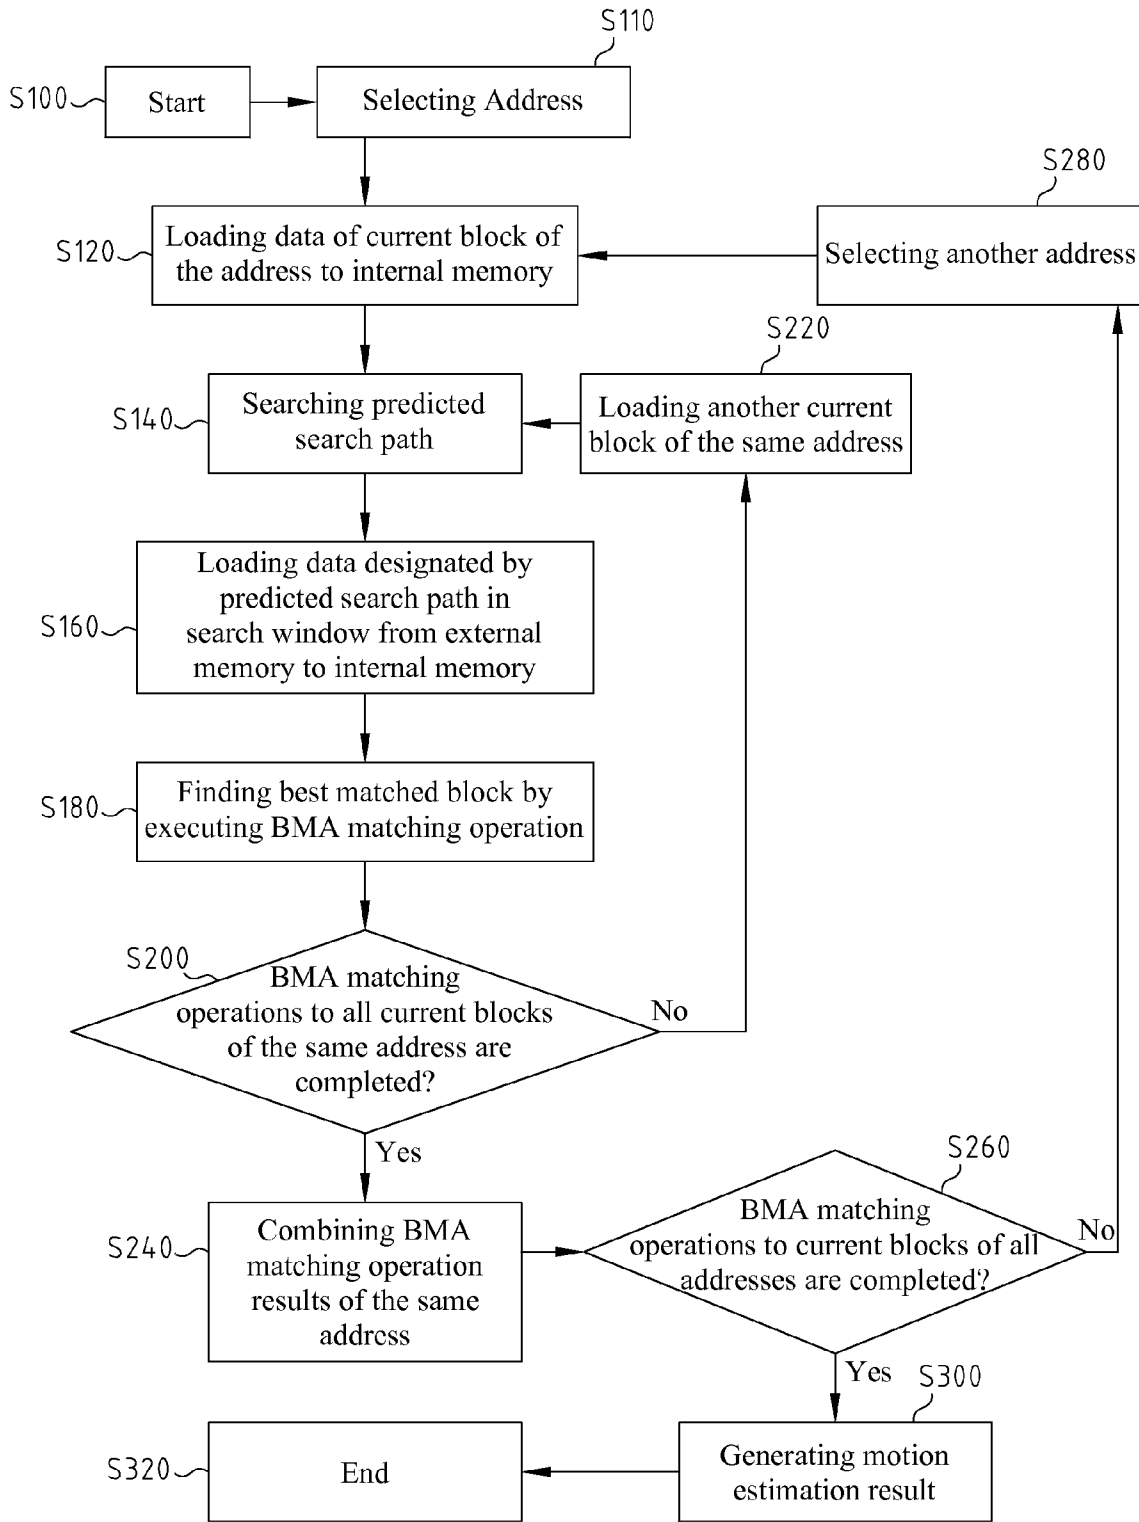 S110
S100
Start
Selecting Address
S280
S120
Loading data of current block of
the address to internal memory
Selecting another address
S220
S140
Searching predicted
search path
Loading another current
block of the same address
S160
Loading data designated by
predicted search path in
search window from external
memory to internal memory
S180
Finding best matched block by
executing BMA matching operation
S200
BMA matching
operations to all current blocks
of the same address are
completed?
No
Yes
S260
S240
Combining BMA
matching operation
results of the same
address
BMA matching
operations to current blocks of all
addresses are completed?
No
Yes
S300
S320
End
Generating motion
estimation result